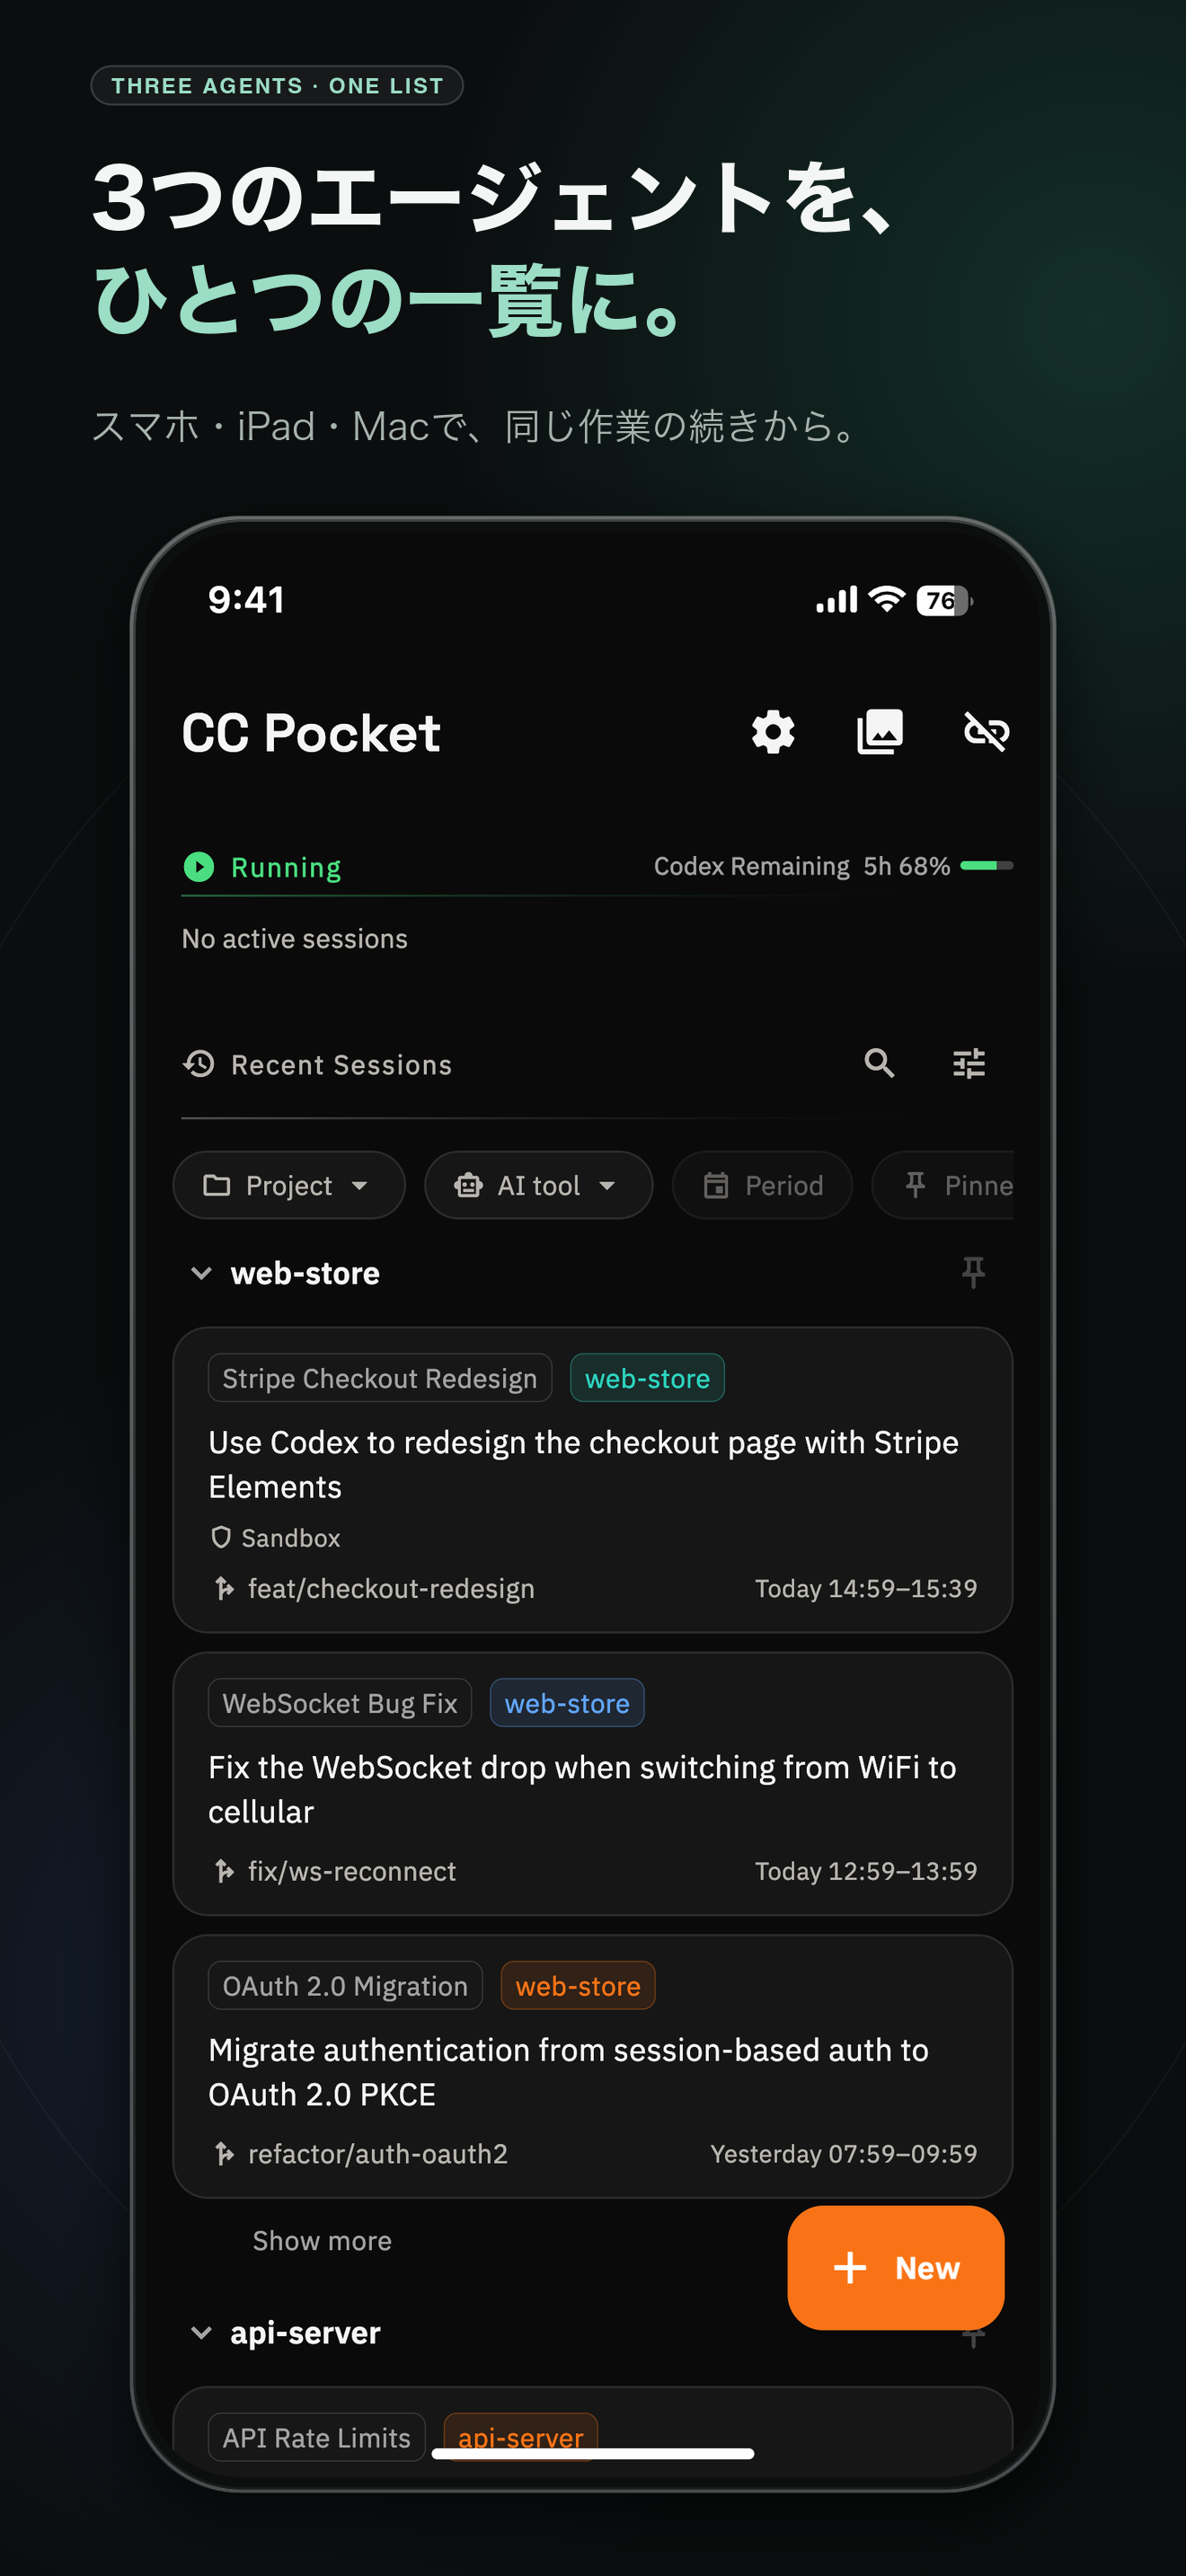 THREE AGENTS · ONE LIST
3つのエージェントを、
ひとつの一覧に。
スマホ・iPad・Macで、同じ作業の続きから。
9:41
76
CC Pocket
Running
Codex Remaining 5h 68%
No active sessions
Recent Sessions
Project
AI tool
Period
Pinne
web-store
Stripe Checkout Redesign
web-store
Use Codex to redesign the checkout page with Stripe
Elements
Sandbox
feat/checkout-redesign
Today 14:59–15:39
WebSocket Bug Fix
web-store
Fix the WebSocket drop when switching from WiFi to
cellular
fix/ws-reconnect
Today 12:59–13:59
OAuth 2.0 Migration
web-store
Migrate authentication from session-based auth to
OAuth 2.0 PKCE
refactor/auth-oauth2
Yesterday 07:59–09:59
Show more
New
api-server
API Rate Limits
api-server